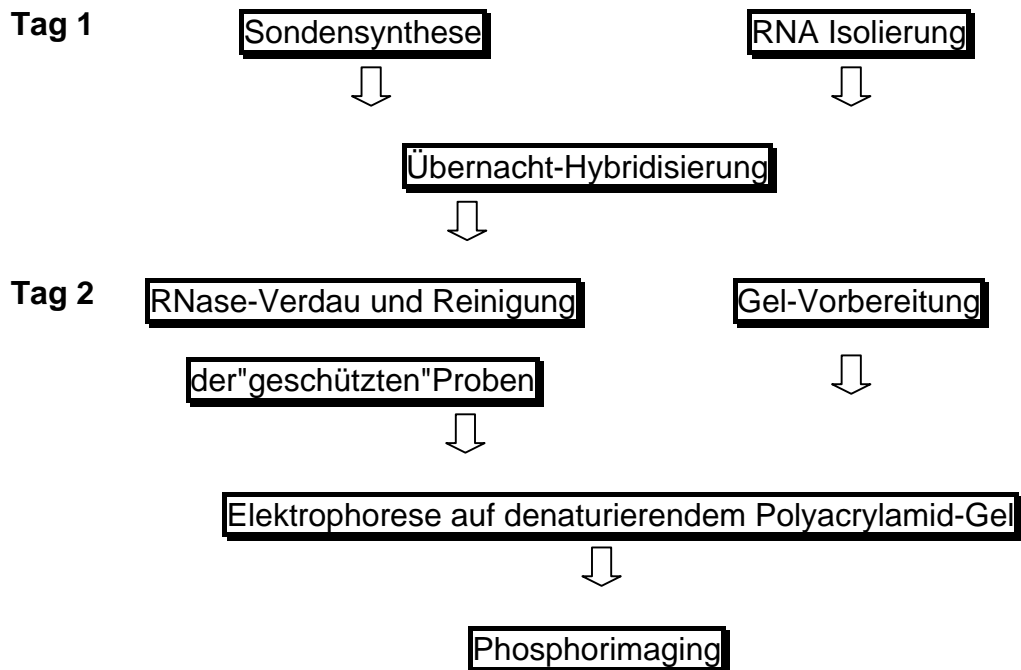 Tag 1 Sondensynthese RNA Isolierung
Übernacht-Hybridisierung
Tag 2 RNase-Verdau und Reinigung Gel-Vorbereitung
der"geschützten"Proben
Elektrophorese auf denaturierendem Polyacrylamid-Gel
Phosphorimaging